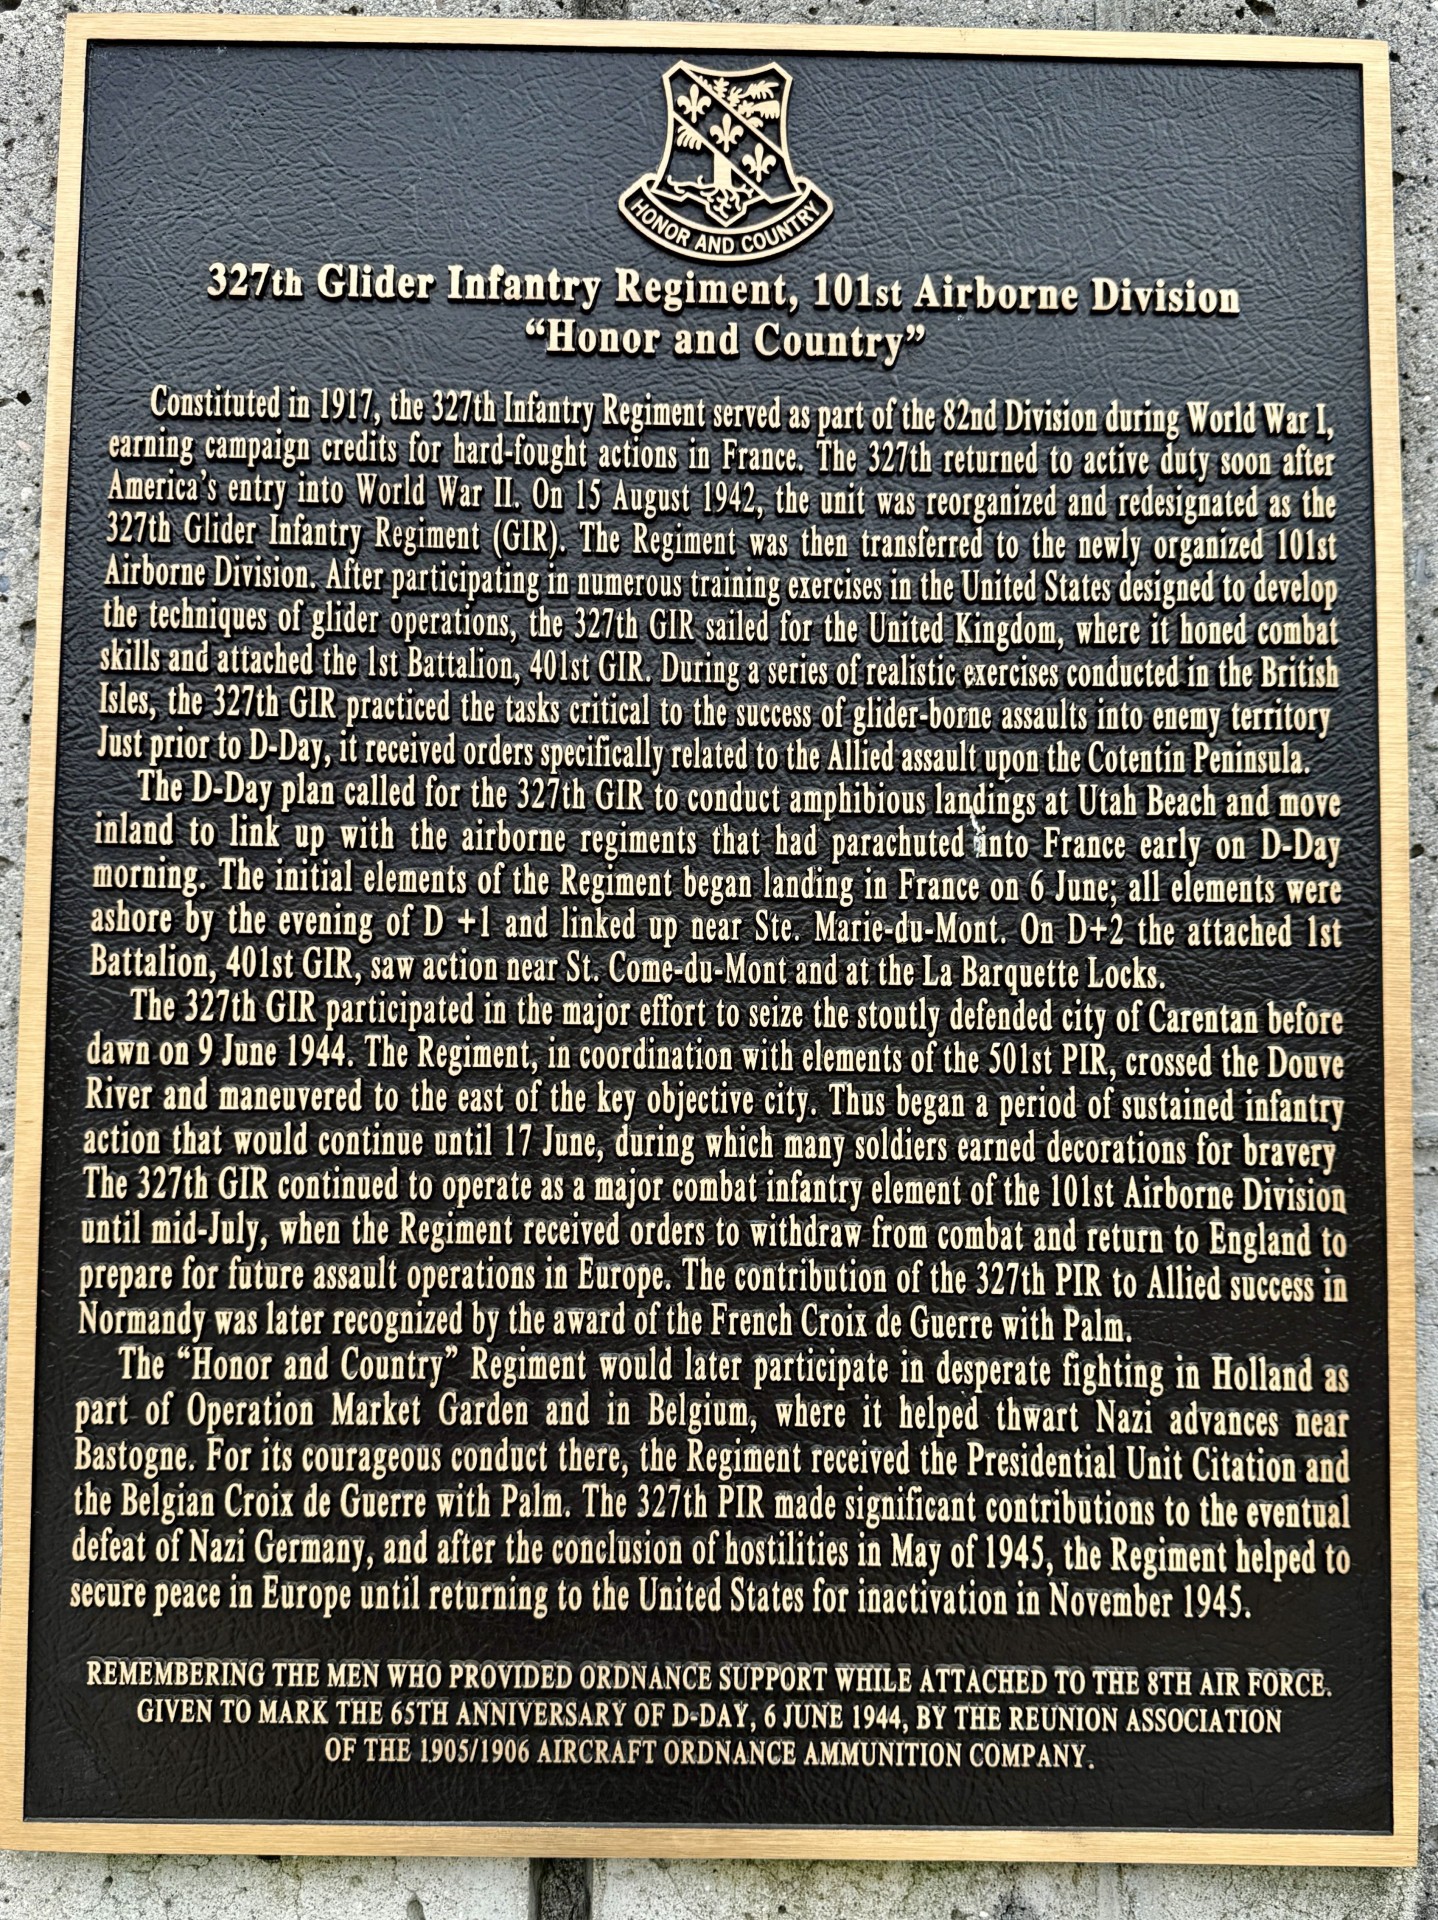 HONOR AND COUNTRY
327th Glider Infantry Regiment, 101st Airborne Division
“Honor and Country”
Constituted in 1917, the 327th Infantry Regiment served as part of the 82nd Division during World War I,
earning campaign credits for hard-fought actions in France. The 327th returned to active duty soon after
America's entry into World War II. On 15 August 1942, the unit was reorganized and redesignated as the
327th Glider Infantry Regiment (GIR). The Regiment was then transferred to the newly organized 101st
Airborne Division. After participating in numerous training exercises in the United States designed to develop
the techniques of glider operations, the 327th GIR sailed for the United Kingdom, where it honed combat
skills and attached the 1st Battalion, 401st GIR. During a series of realistic exercises conducted in the British
Isles, the 327th GIR practiced the tasks critical to the success of glider-borne assaults into enemy territory
Just prior to D-Day, it received orders specifically related to the Allied assault upon the Cotentin Peninsula.
The D-Day plan called for the 327th GIR to conduct amphibious landings at Utah Beach and move
inland to link up with the airborne regiments that had parachuted into France early on D-Day
morning. The initial elements of the Regiment began landing in France on 6 June; all elements were
ashore by the evening of D +1 and linked up near Ste. Marie-du-Mont. On D+2 the attached 1st
Battalion, 401st GIR, saw action near St. Come-du-Mont and at the La Barquette Locks.
The 327th GIR participated in the major effort to seize the stoutly defended city of Carentan before
dawn on 9 June 1944. The Regiment, in coordination with elements of the 501st PIR, crossed the Douve
River and maneuvered to the east of the key objective city. Thus began a period of sustained infantry
action that would continue until 17 June, during which many soldiers earned decorations for bravery
The 327th GIR continued to operate as a major combat infantry element of the 101st Airborne Division
until mid-July, when the Regiment received orders to withdraw from combat and return to England to
prepare for future assault operations in Europe. The contribution of the 327th PIR to Allied success in
Normandy was later recognized by the award of the French Croix de Guerre with Palm.
The “Honor and Country” Regiment would later participate in desperate fighting in Holland as
part of Operation Market Garden and in Belgium, where it helped thwart Nazi advances near
Bastogne. For its courageous conduct there, the Regiment received the Presidential Unit Citation and
the Belgian Croix de Guerre with Palm. The 327th PIR made significant contributions to the eventual
defeat of Nazi Germany, and after the conclusion of hostilities in May of 1945, the Regiment helped to
secure peace in Europe until returning to the United States for inactivation in November 1945.
REMEMBERING THE MEN WHO PROVIDED ORDNANCE SUPPORT WHILE ATTACHED TO THE 8TH AIR FORCE.
GIVEN TO MARK THE 65TH ANNIVERSARY OF D-DAY, 6 JUNE 1944, BY THE REUNION ASSOCIATION
OF THE 1905/1906 AIRCRAFT ORDNANCE AMMUNITION COMPANY.